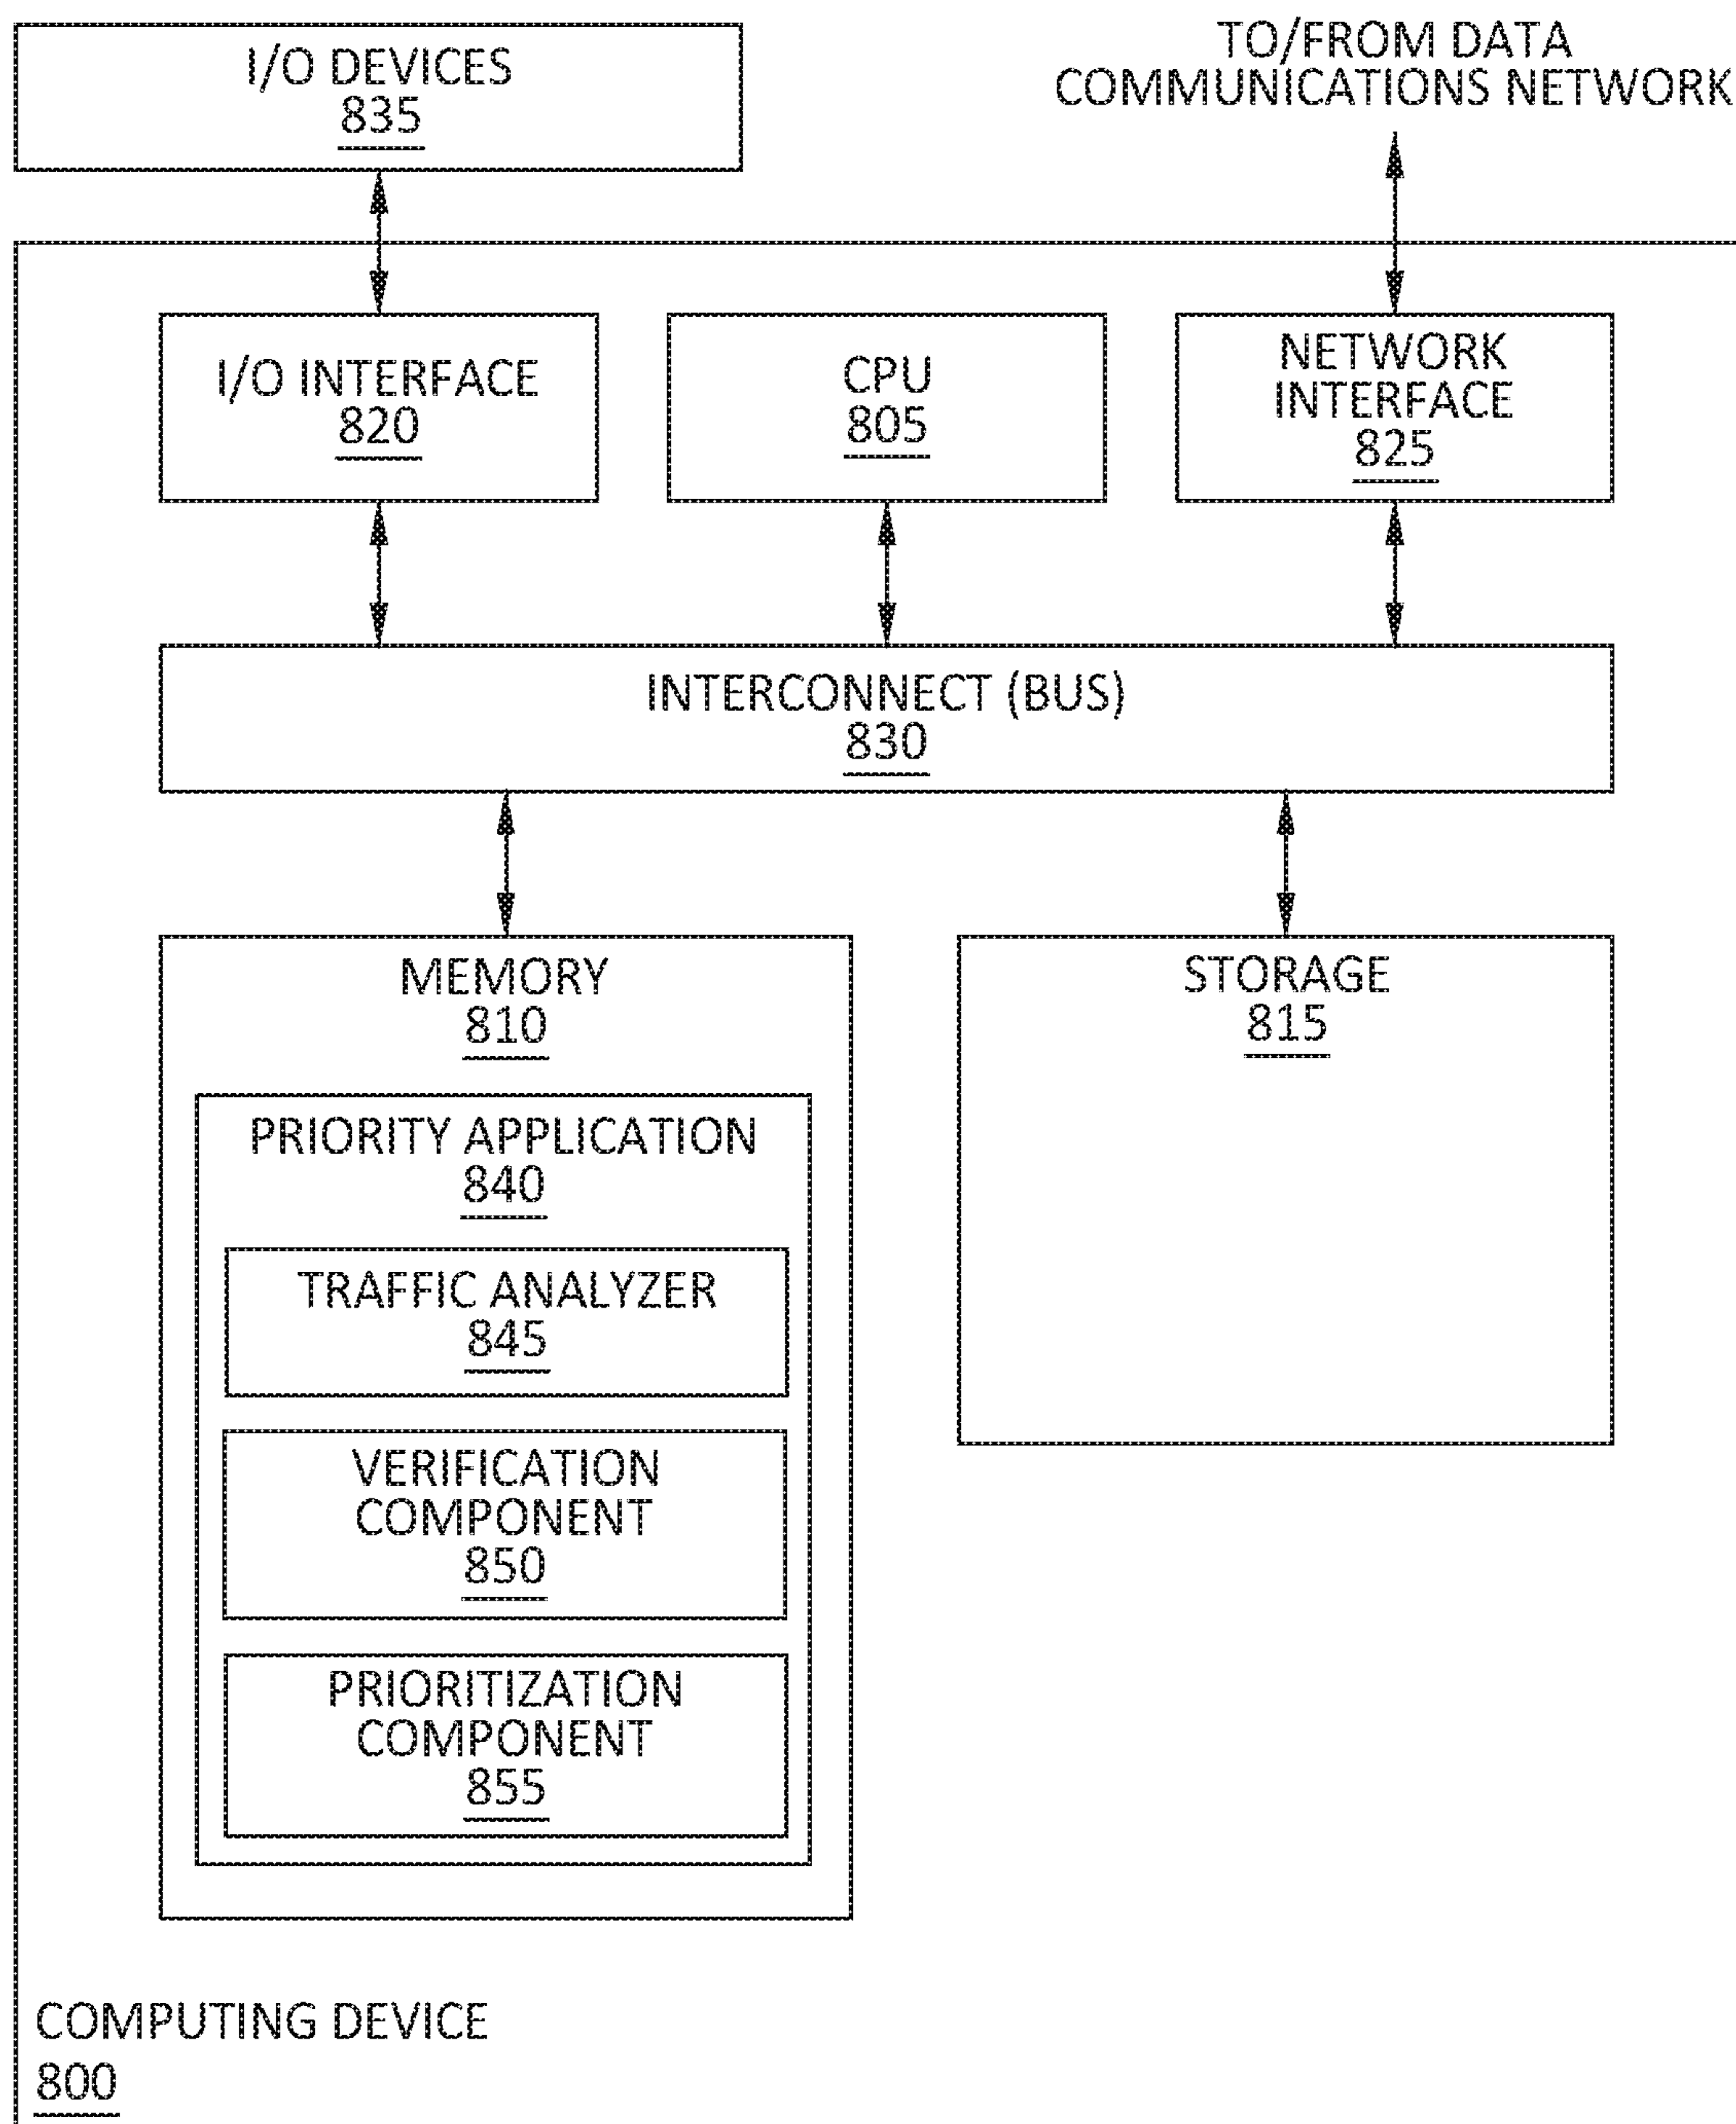 I/O DEVICES
835
TO/FROM DATA
COMMUNICATIONS NETWORK
I/O INTERFACE
820
CPU
805
NETWORK
INTERFACE
825
INTERCONNECT (BUS)
830
MEMORY
810
STORAGE
815
PRIORITY APPLICATION
840
TRAFFIC ANALYZER
845
VERIFICATION
COMPONENT
850
PRIORITIZATION
COMPONENT
855
COMPUTING DEVICE
800